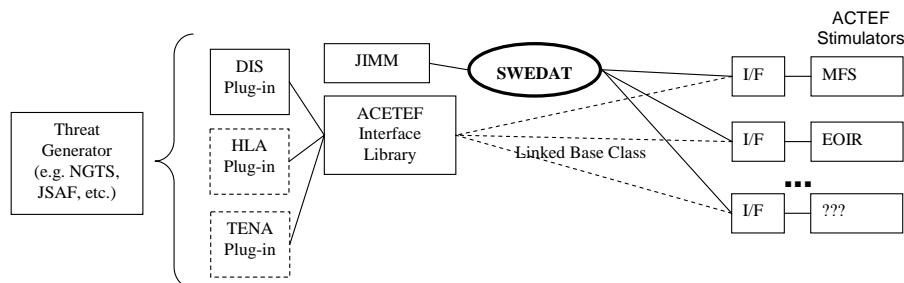 ACTEF
Stimulators
DIS
Plug-in
JIMM
SWEDAT
I/F
MFS
Threat
Generator
(e.g. NGTS,
JSAF, etc.)
HLA
Plug-in
ACETEF
Interface
Library
Linked Base Class
I/F
EOIR
...
TENA
Plug-in
I/F
???